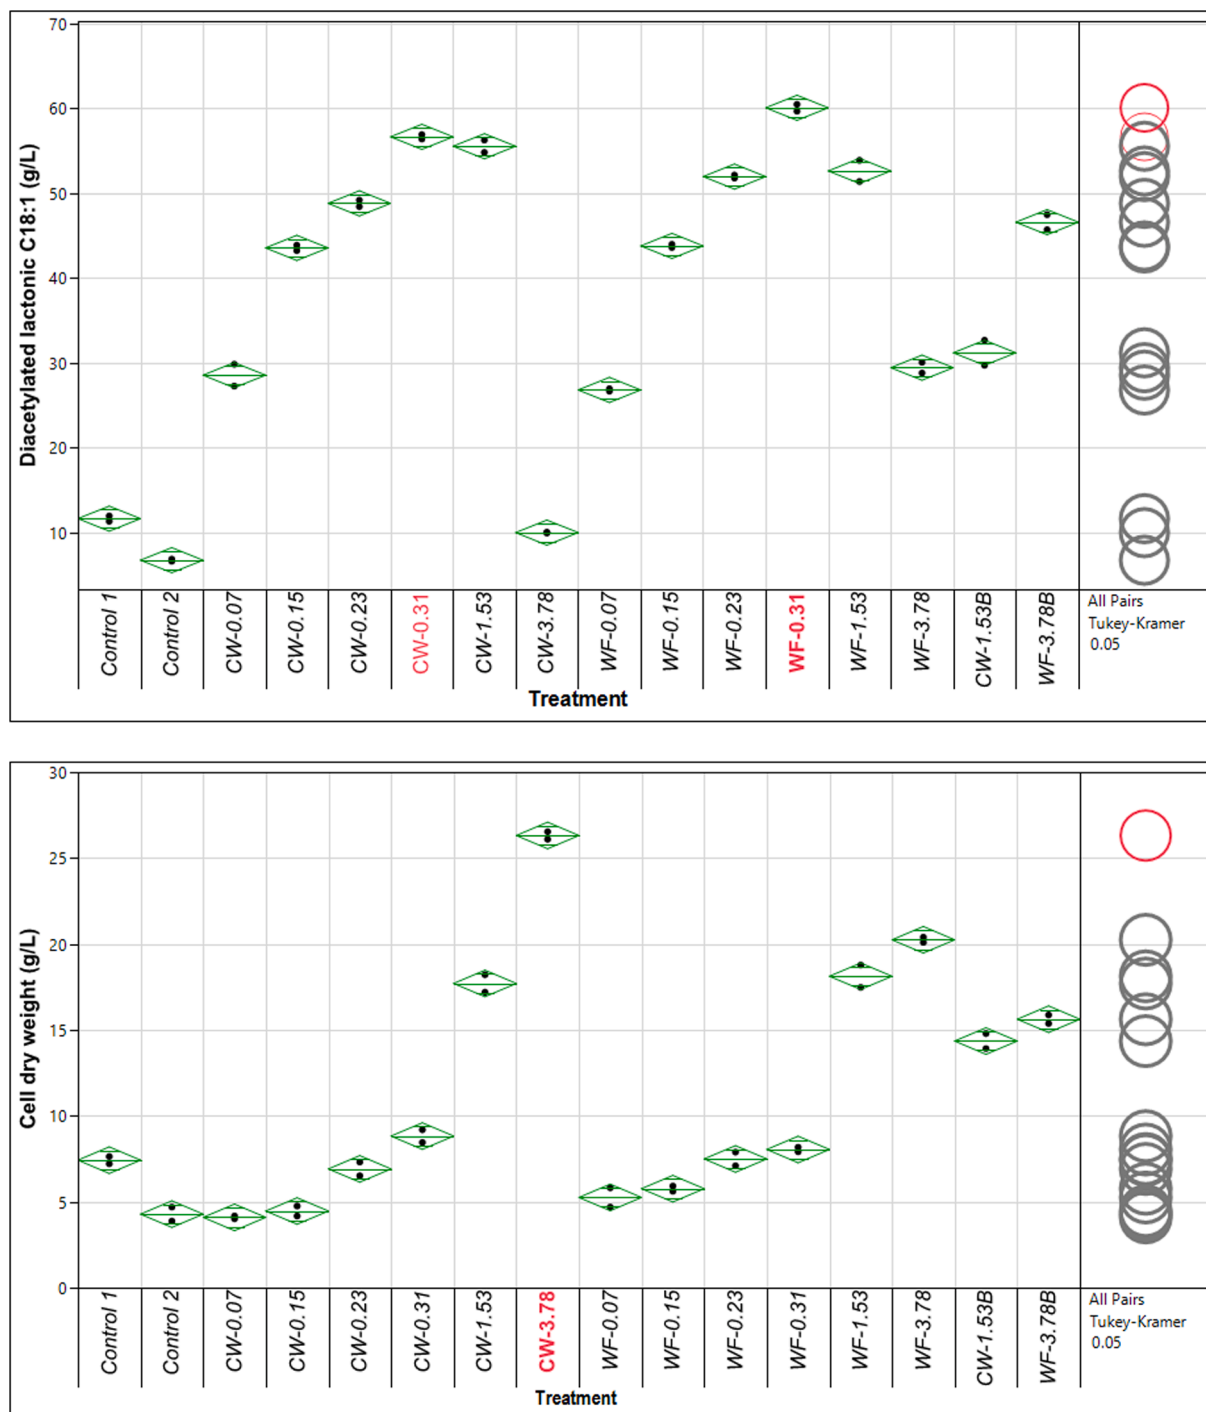 Diacetylated lactonic C18:1 (g/L)
70
60
50
40
30
20
10
Control 1
Control 2
CW-0.07
CW-0.15
CW-0.23
CW-0.31
CW-1.53
CW-3.78
WF-0.07
WF-0.15
WF-0.23
WF-0.31
WF-1.53
WF-3.78
CW-1.53B
WF-3.78B
All Pairs
Tukey-Kramer
0.05
Treatment
Cell dry weight (g/L)
30
25
20
15
10
5
0
Control 1
Control 2
CW-0.07
CW-0.15
CW-0.23
CW-0.31
CW-1.53
CW-3.78
WF-0.07
WF-0.15
WF-0.23
WF-0.31
WF-1.53
WF-3.78
CW-1.53B
WF-3.78B
All Pairs
Tukey-Kramer
0.05
Treatment